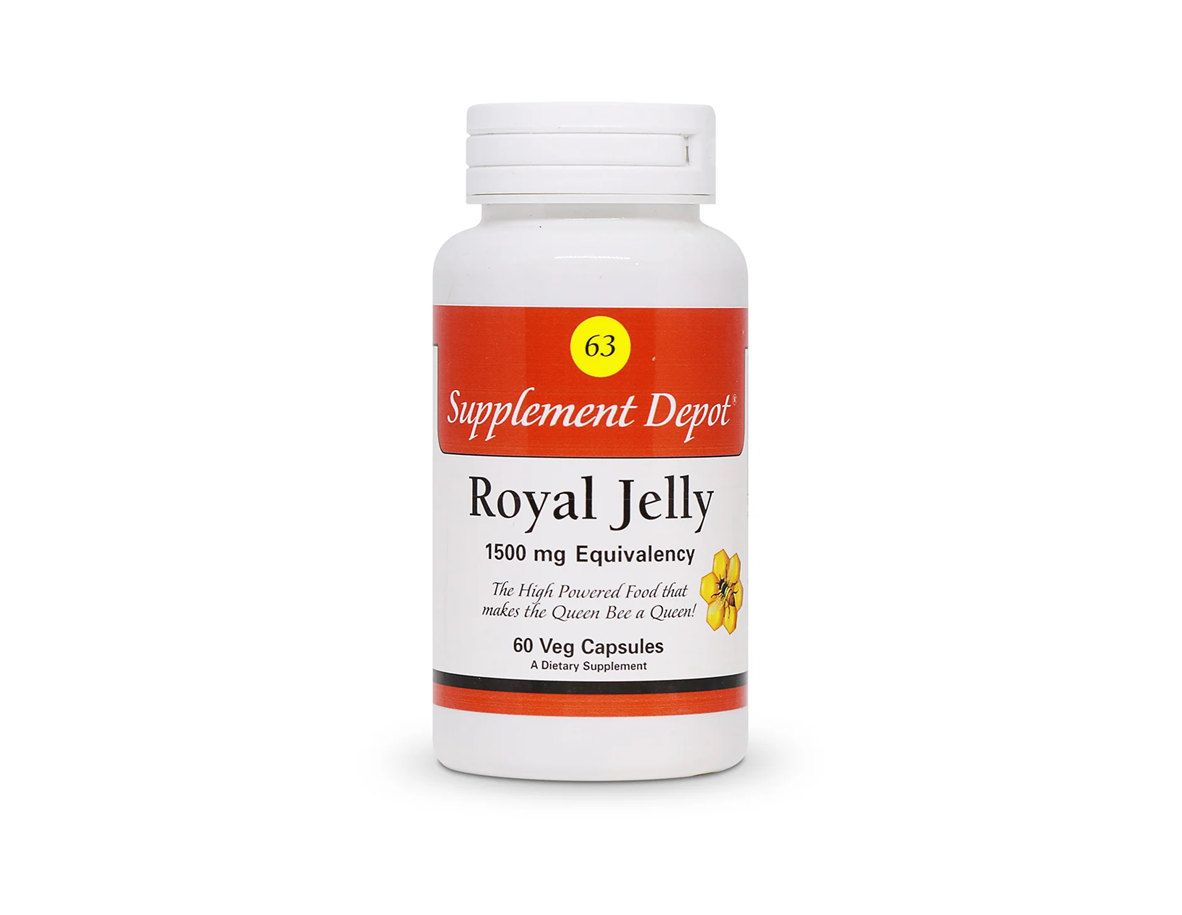 63
Supplement Depot®
Royal Jelly
1500 mg Equivalency
The High Powered Food that
makes the Queen Bee a Queen!
60 Veg Capsules
A Dietary Supplement